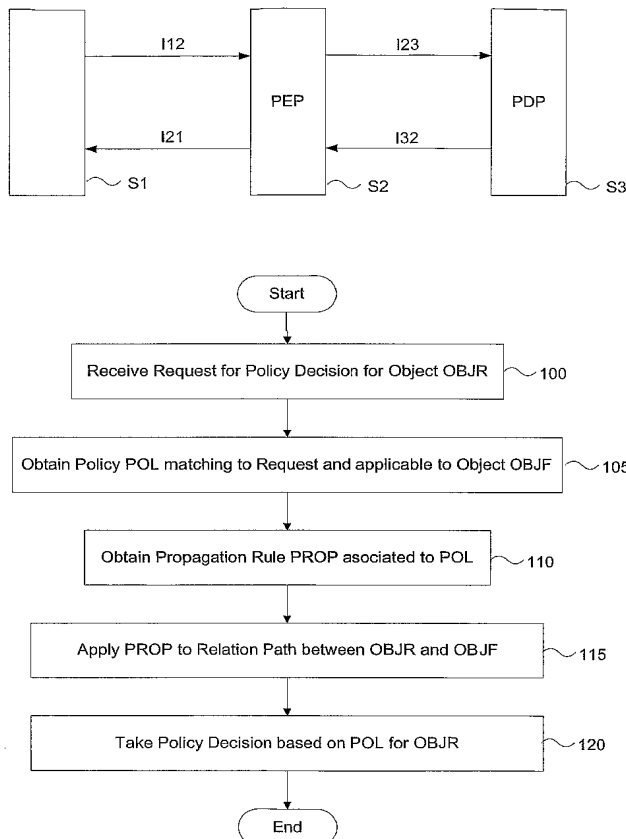 I12
I23
PEP
PDP
I21
I32
S1
S2
S3
Start
Receive Request for Policy Decision for Object OBJR
100
Obtain Policy POL matching to Request and applicable to Object OBJF
105
Obtain Propagation Rule PROP asociated to POL
110
Apply PROP to Relation Path between OBJR and OBJF
115
Take Policy Decision based on POL for OBJR
120
End